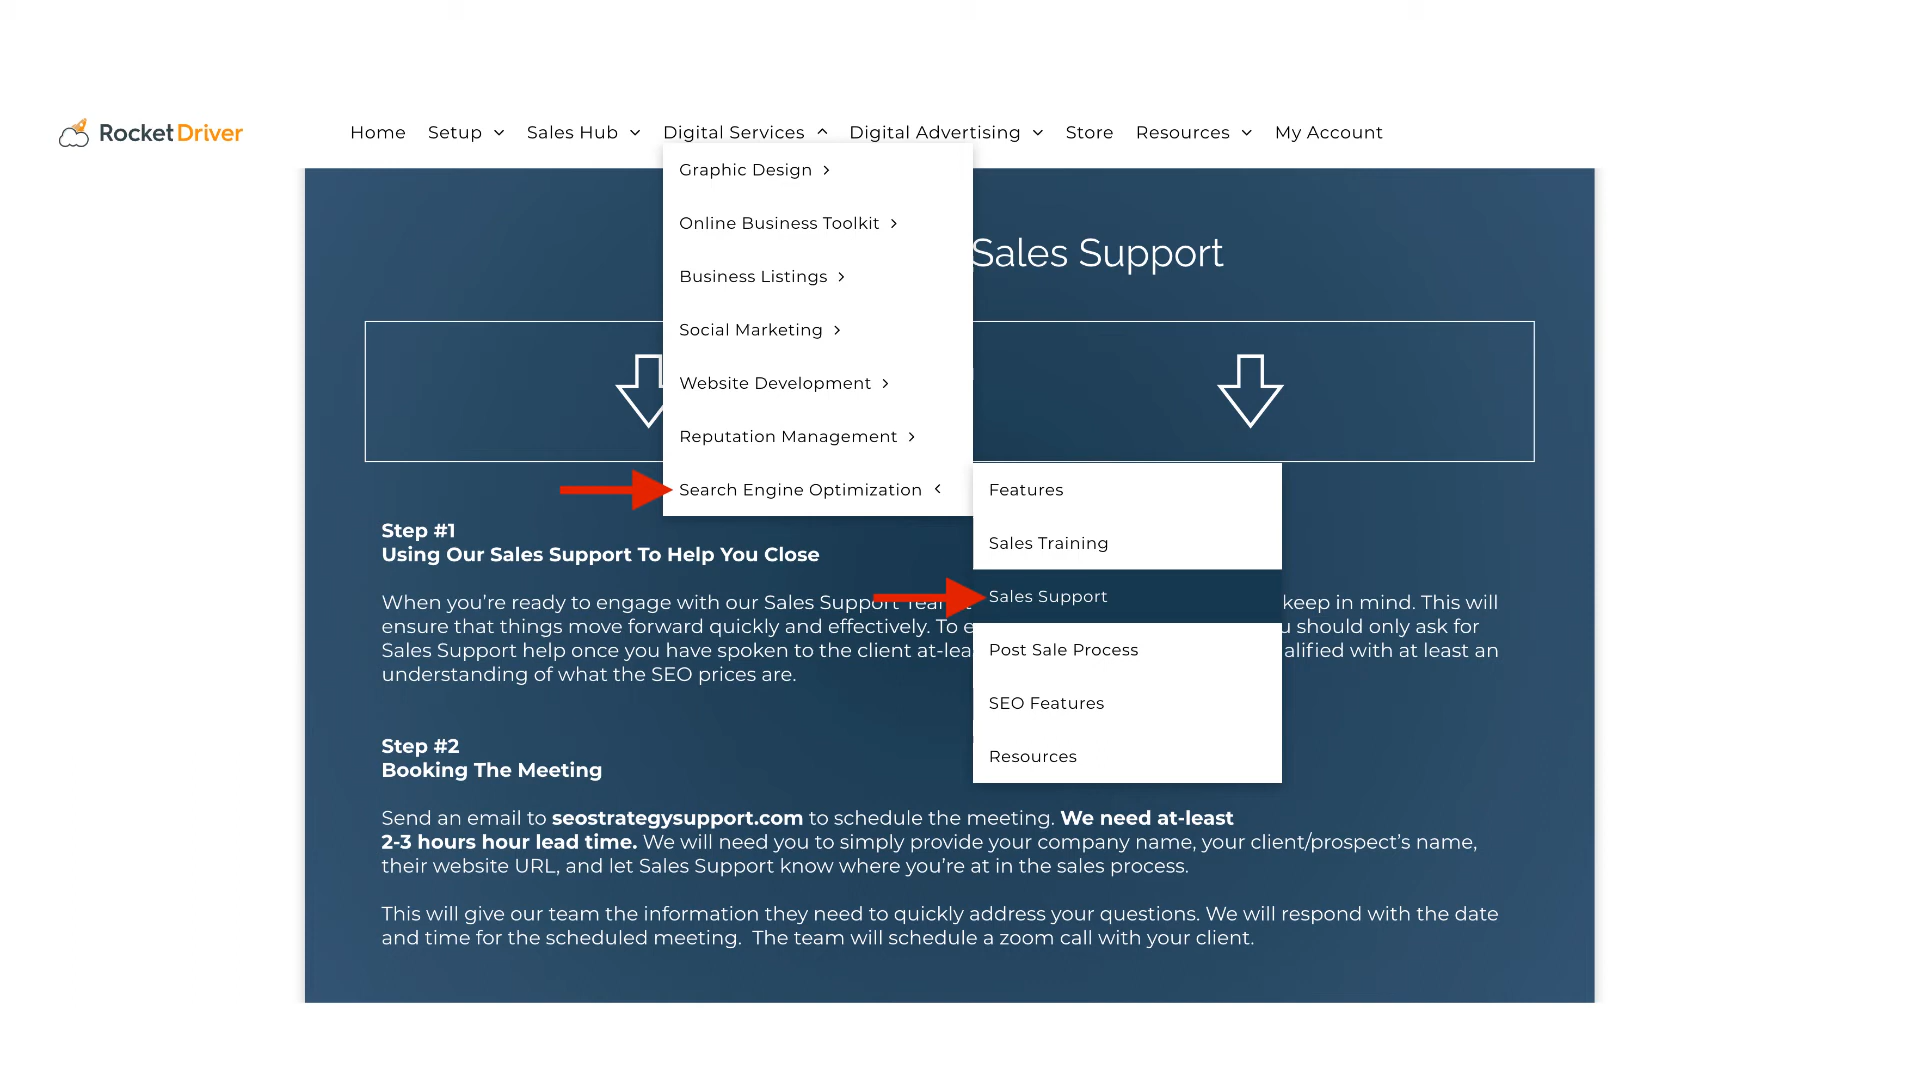 RocketDriver
Home Setup Sales Hub Digital Services Digital Advertising Store Resources My Account
Graphic Design
Online Business Toolkit
Business Listings
Social Marketing
Website Development
Reputation Management
Search Engine Optimization
Features
Sales Training
Sales Support
Post Sale Process
SEO Features
Resources
Sales Support
Step #1
Using Our Sales Support To Help You Close
When you’re ready to engage with our Sales Support keep in mind. This will
ensure that things move forward quickly and effectively. To should only ask for
Sales Support help once you have spoken to the client with at least an
understanding of what the SEO prices are.
Step #2
Booking The Meeting
Send an email to seostrategysupport.com to schedule the meeting. We need at-least
2-3 hours hour lead time. We will need you to simply provide your company name, your client/prospect’s name,
their website URL, and let Sales Support know where you’re at in the sales process.
This will give our team the information they need to quickly address your questions. We will respond with the date
and time for the scheduled meeting.  The team will schedule a zoom call with your client.